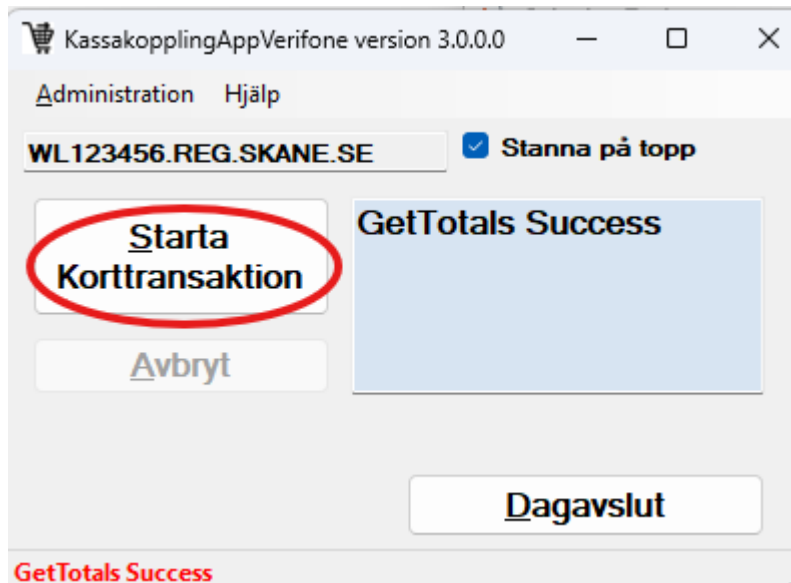 KassakopplingAppVerifone version 3.0.0.0
Administration Hjälp
WL123456.REG.SKANE.SE
Stanna på topp
Starta
Korttransaktion
GetTotals Success
Avbryt
Dagavslut
GetTotals Success